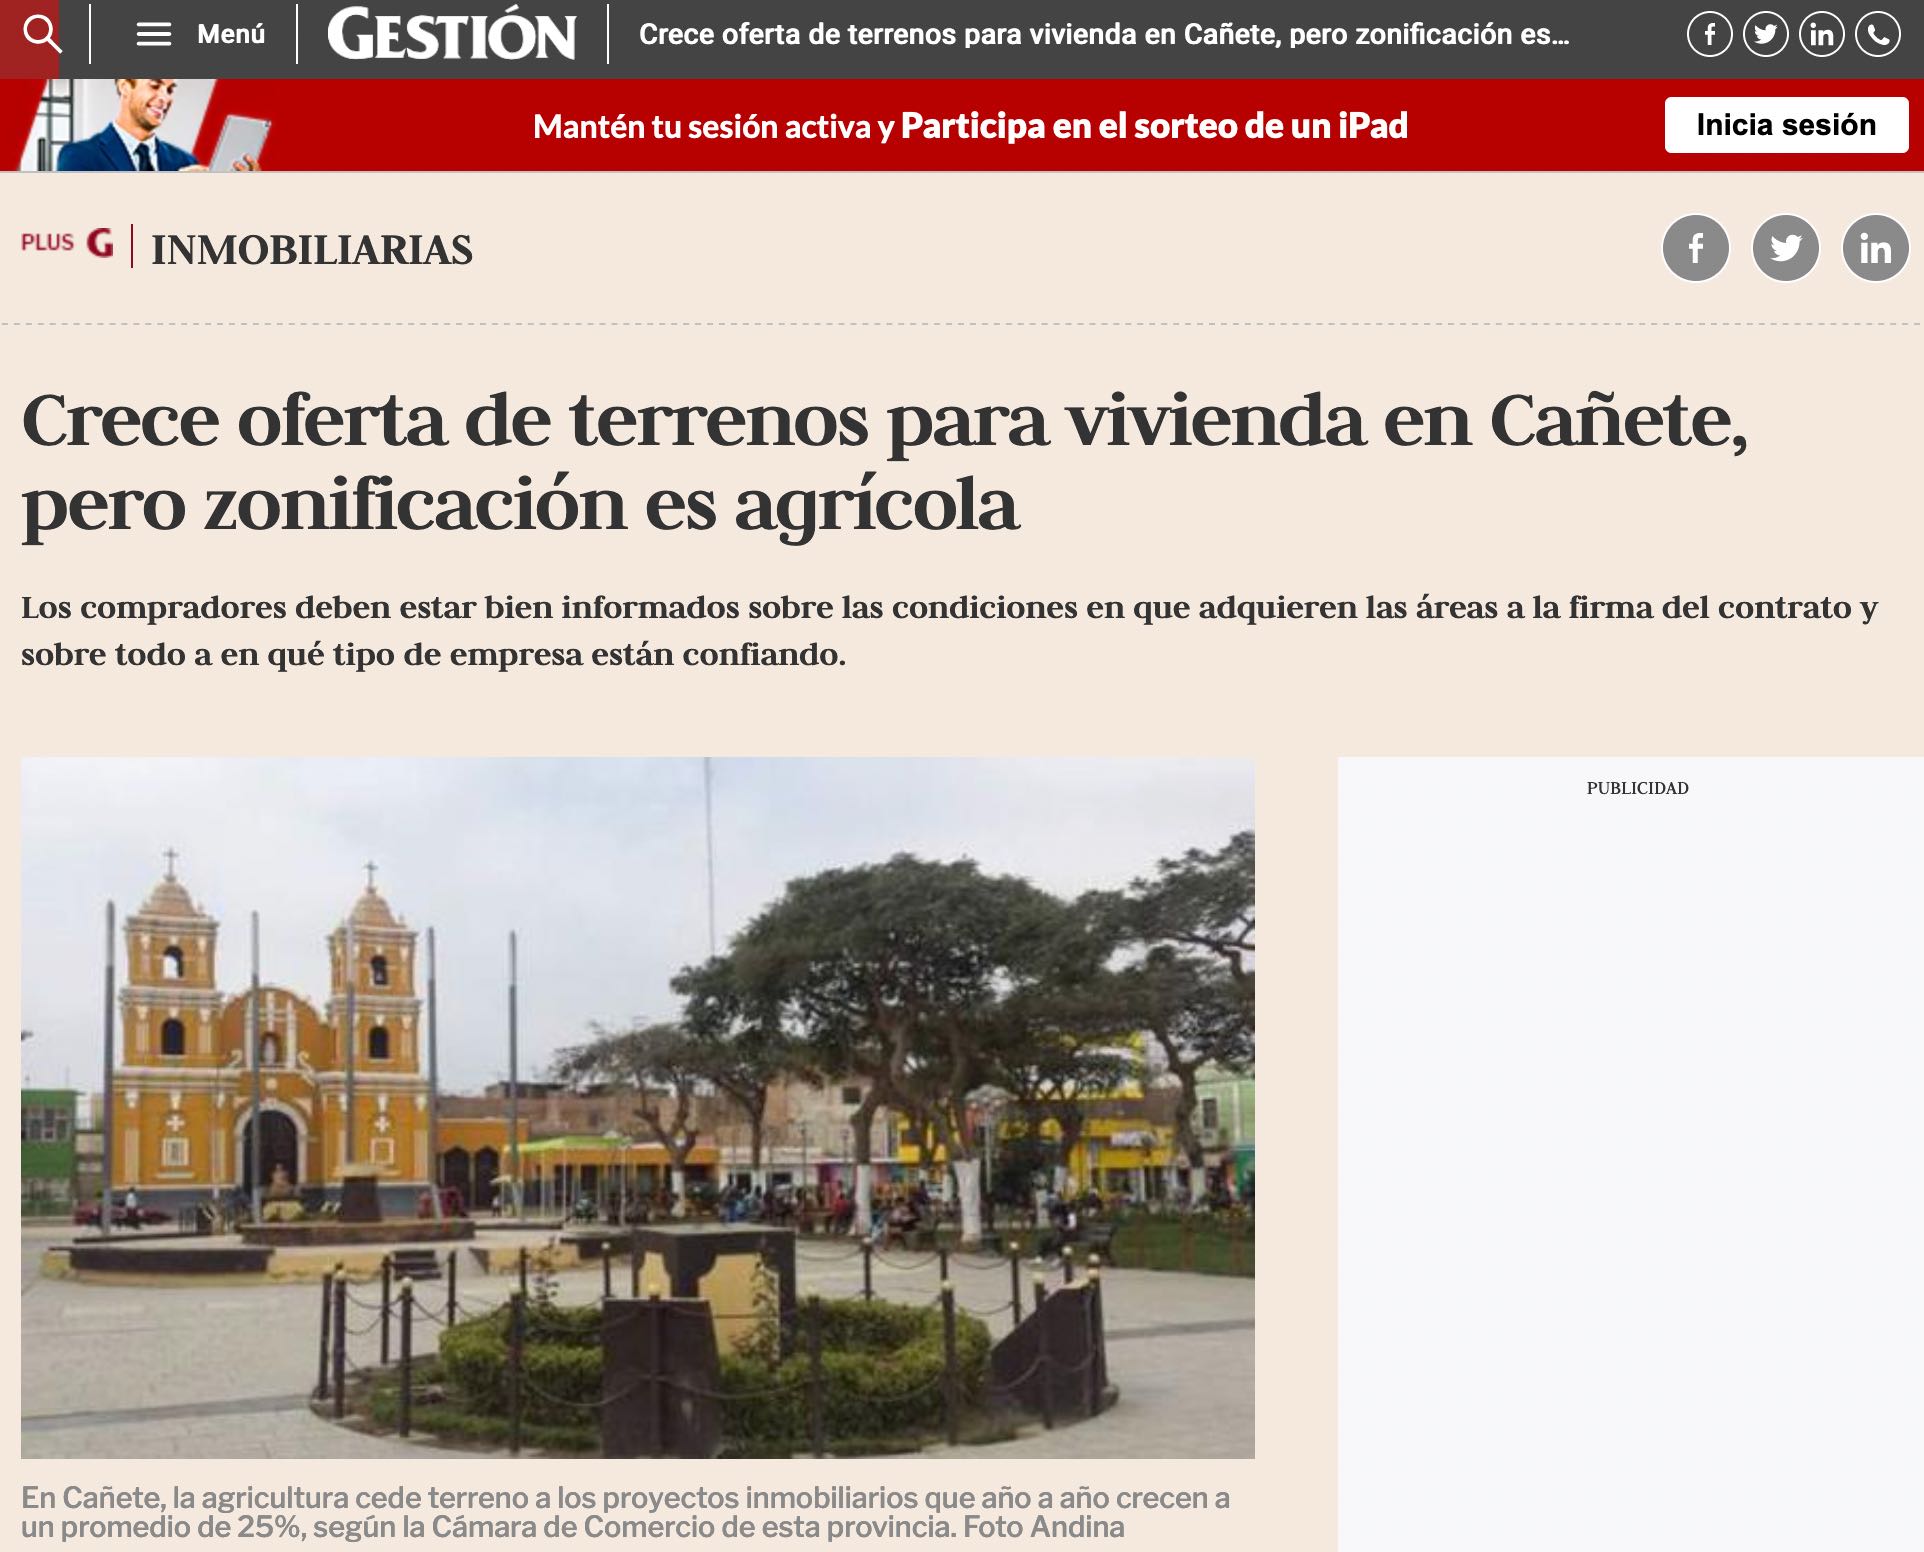 Menú
GESTIÓN
Crece oferta de terrenos para vivienda en Cañete, pero zonificación es...
Mantén tu sesión activa y Participa en el sorteo de un iPad
Inicia sesión
PLUS G
INMOBILIARIAS
Crece oferta de terrenos para vivienda en Cañete,
pero zonificación es agrícola
Los compradores deben estar bien informados sobre las condiciones en que adquieren las áreas a la firma del contrato y
sobre todo a en qué tipo de empresa están confiando.
PUBLICIDAD
En Cañete, la agricultura cede terreno a los proyectos inmobiliarios que año a año crecen a
un promedio de 25%, según la Cámara de Comercio de esta provincia. Foto Andina